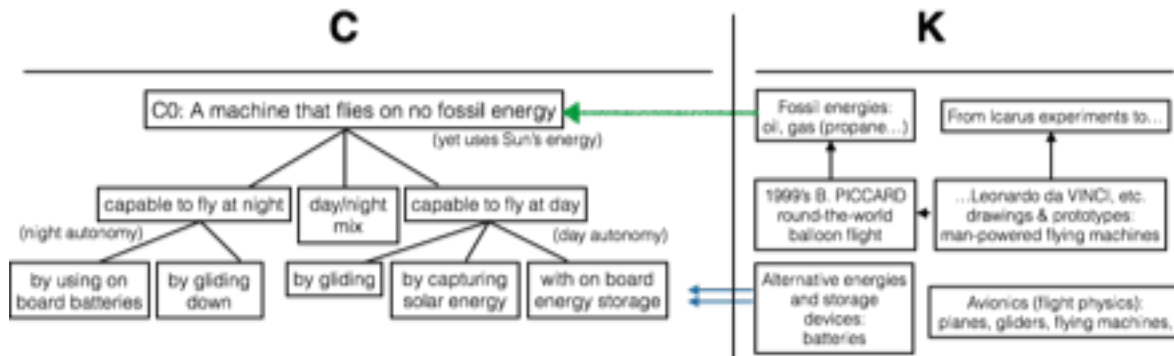 C
K
C0: A machine that flies on no fossil energy
(yet uses Sun's energy)
capable to fly at night
day/night
mix
capable to fly at day
(night autonomy)
(day autonomy)
by using on
board batteries
by gliding
down
by gliding
by capturing
solar energy
with on board
energy storage
Fossil energies:
oil, gas (propane...)
From Icarus experiments to...
1999's B. PICCARD
round-the-world
balloon flight
...Leonardo da VINCI, etc.
drawings & prototypes:
man-powered flying machines
Alternative energies
and storage
devices:
batteries
Avionics (flight physics):
planes, gliders, flying machines,